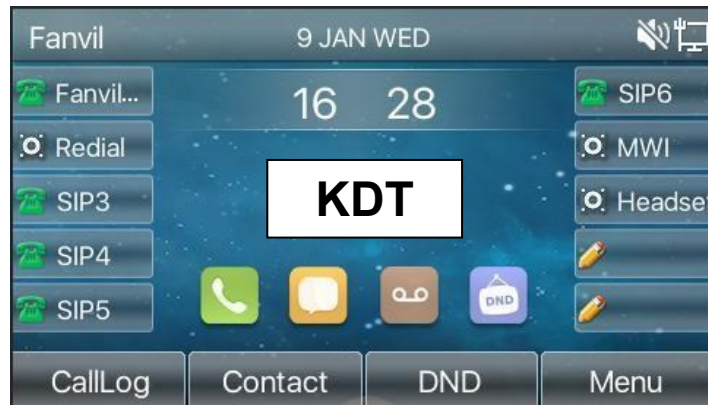 Fanvil 9 JAN WED
Fanvil... 16 28 SIP6
Redial MWI
SIP3 KDT Headse
SIP4
SIP5
DND
CallLog Contact DND Menu